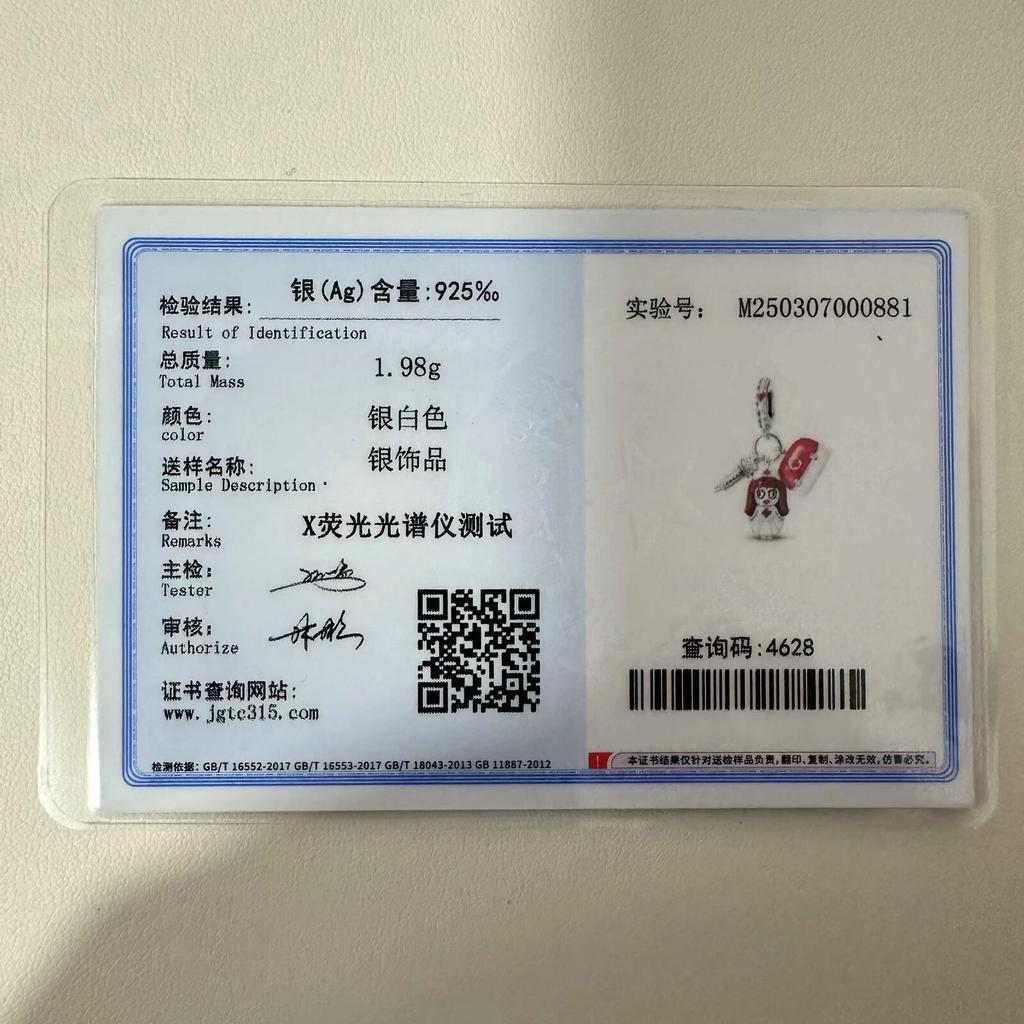 检验结果: 银(Ag)含量:925‰
Result of Identification
总质量: 1.98g
Total Mass
颜色: 银白色
color
送样名称: 银饰品
Sample Description
备注: X荧光光谱仪测试
Remarks
主检:
Tester
审核:
Authorize
证书查询网站:
www.jgtc315.com
检测依据: GB/T 16552-2017 GB/T 16553-2017 GB/T 18043-2013 GB 11887-2012
实验号: M250307000881
查询码:4628
! 本证书结果仅针对送检样品负责,翻印、复制、涂改无效,仿冒必究。